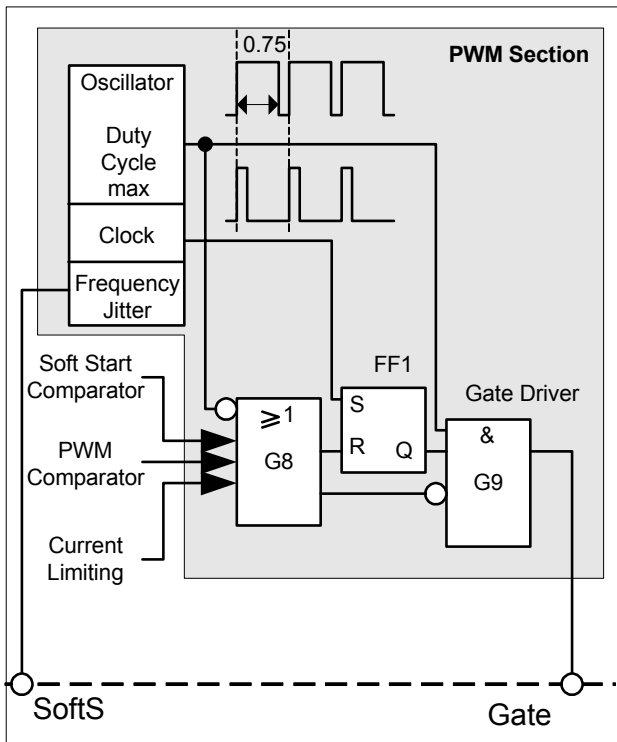 0.75
PWM Section
Oscillator
Duty
Cycle
max
Clock
Frequency
Jitter
Soft Start
Comparator
PWM
Comparator
Current
Limiting
≥1
G8
FF1
S
R
Q
Gate Driver
&
G9
SoftS
Gate